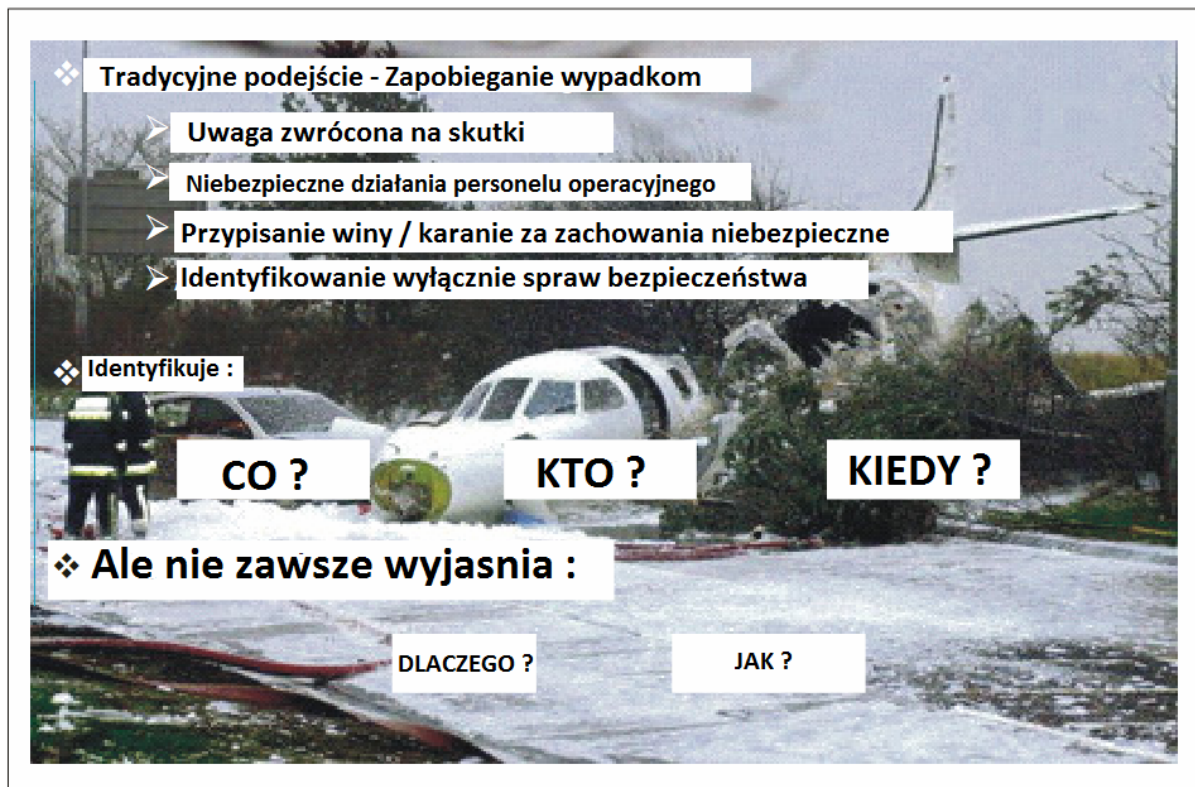 ❖ Tradycyjne podejście - Zapobieganie wypadkom
➢ Uwaga zwrócona na skutki
➢ Niebezpieczne działania personelu operacyjnego
➢ Przypisanie winy / karanie za zachowania niebezpieczne
➢ Identyfikowanie wyłącznie spraw bezpieczeństwa
❖ Identyfikuje :
CO ? KTO ? KIEDY ?
❖ Ale nie zawsze wyjasnia :
DLACZEGO ? JAK ?